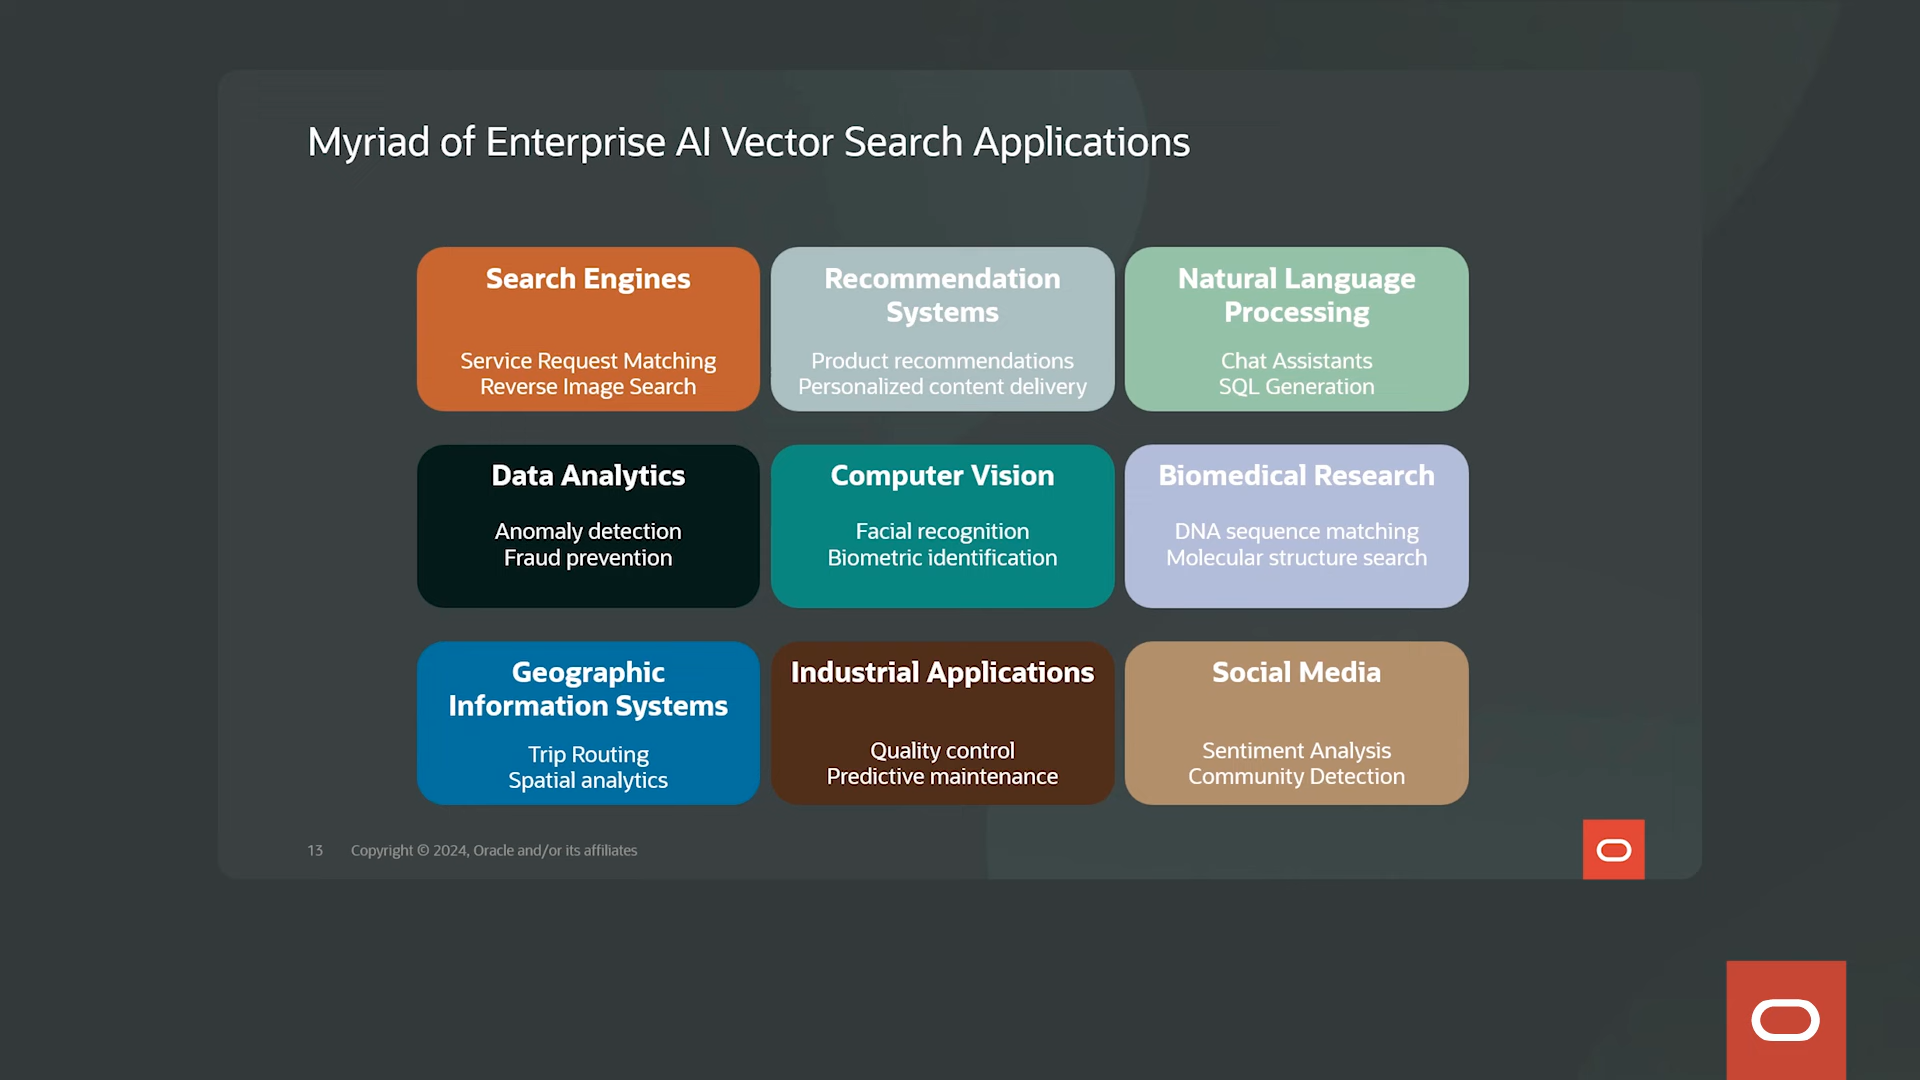 Myriad of Enterprise AI Vector Search Applications
Search Engines
Service Request Matching
Reverse Image Search
Recommendation
Systems
Product recommendations
Personalized content delivery
Natural Language
Processing
Chat Assistants
SQL Generation
Data Analytics
Anomaly detection
Fraud prevention
Computer Vision
Facial recognition
Biometric identification
Biomedical Research
DNA sequence matching
Molecular structure search
Geographic
Information Systems
Trip Routing
Spatial analytics
Industrial Applications
Quality control
Predictive maintenance
Social Media
Sentiment Analysis
Community Detection
13 Copyright © 2024, Oracle and/or its affiliates